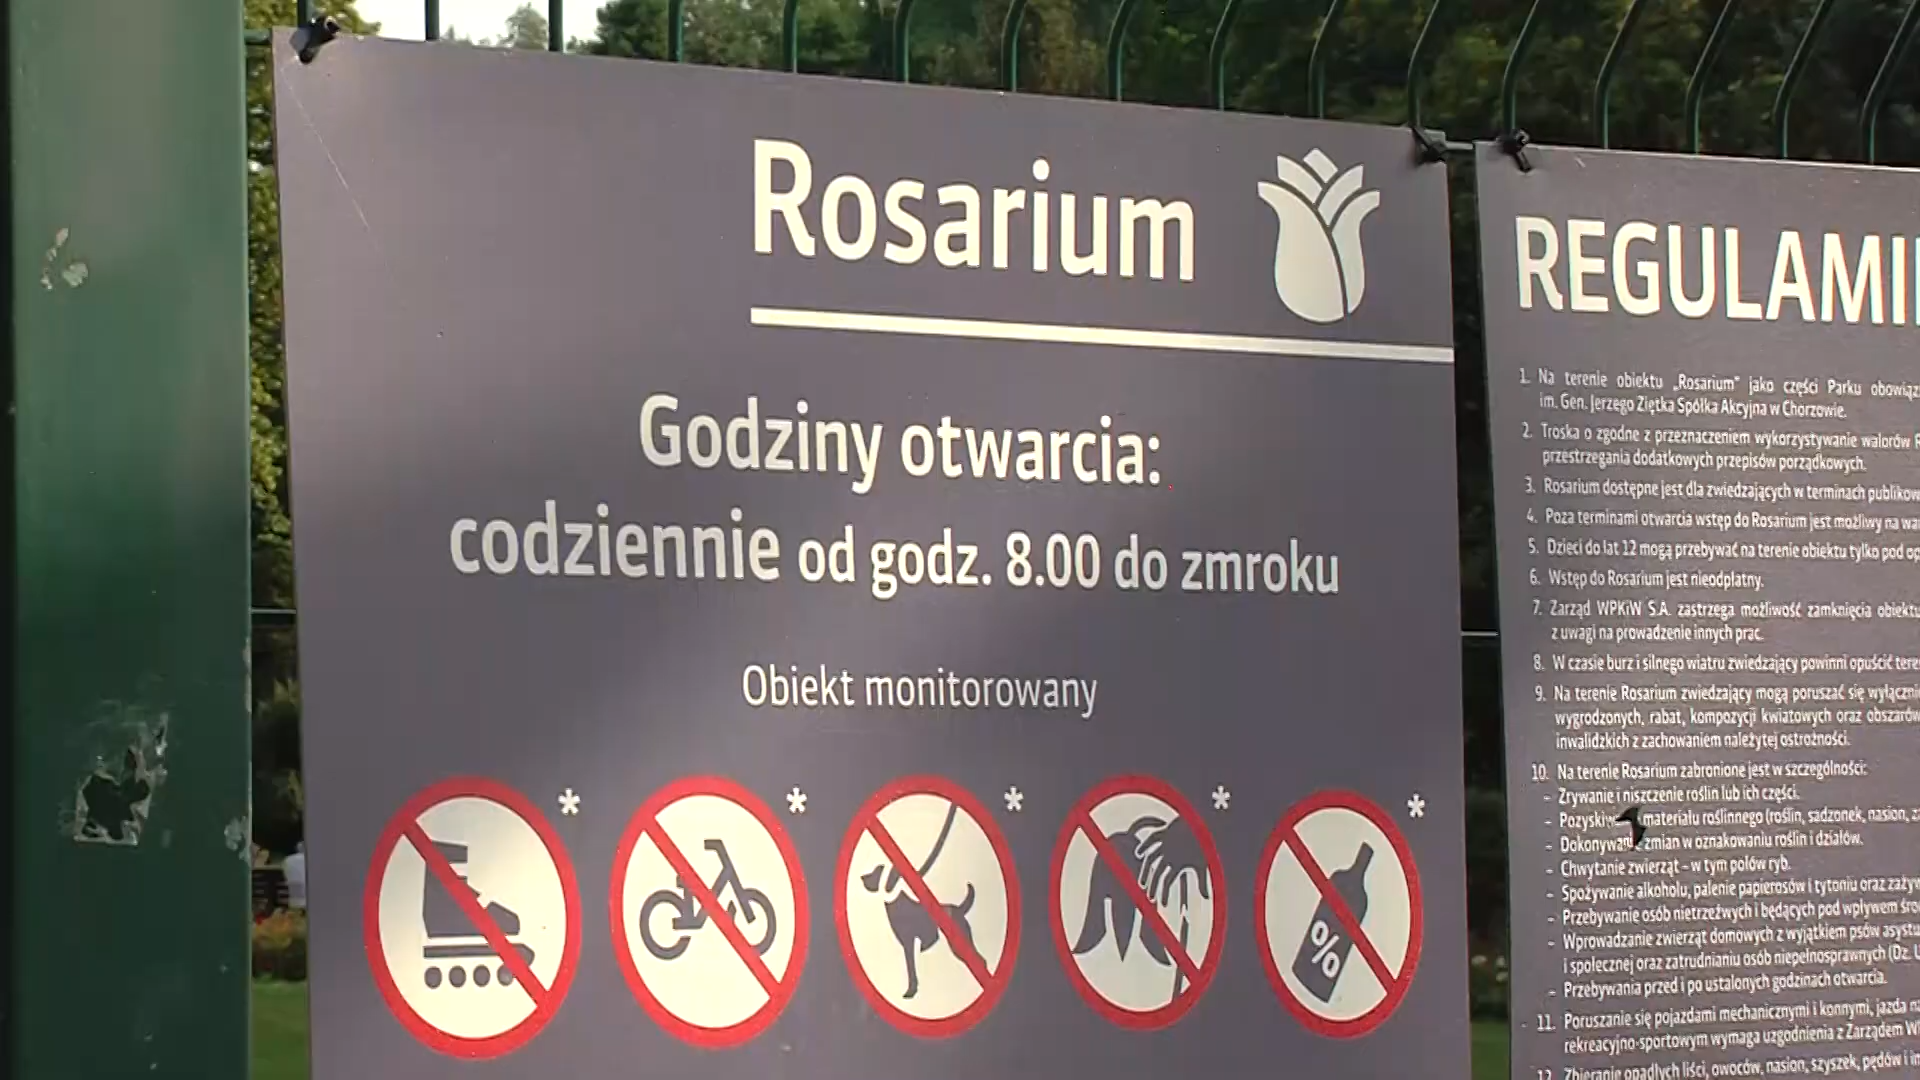 Rosarium
Godziny otwarcia:
codziennie od godz. 8.00 do zmroku
Obiekt monitorowany
* * * * *
%
REGULAMI
1. Na terenie obiektu „Rosarium” jako części Parku obowiąz
im. Gen. Jerzego Ziętka Spółka Akcyjna w Chorzowie.
2. Troska o zgodne z przeznaczeniem wykorzystywanie walorów R
przestrzegania dodatkowych przepisów porządkowych.
3. Rosarium dostępne jest dla zwiedzających w terminach publikow
4. Poza terminami otwarcia wstęp do Rosarium jest możliwy na wa
5. Dzieci do lat 12 mogą przebywać na terenie obiektu tylko pod op
6. Wstęp do Rosarium jest nieodpłatny.
7. Zarząd WPKiW S.A. zastrzega możliwość zamknięcia obiektu
z uwagi na prowadzenie innych prac.
8. W czasie burz i silnego wiatru zwiedzający powinni opuścić tere
9. Na terenie Rosarium zwiedzający mogą poruszać się wyłączni
wygrodzonych, rabat, kompozycji kwiatowych oraz obszarów
inwalidzkich z zachowaniem należytej ostrożności.
10. Na terenie Rosarium zabronione jest w szczególności:
- Zrywanie i niszczenie roślin lub ich części.
- Pozyskiw materiału roślinnego (roślin, sadzonek, nasion, z
- Dokonywan zmian w oznakowaniu roślin i działów.
- Chwytanie zwierząt - w tym połów ryb.
- Spożywanie alkoholu, palenie papierosów i tytoniu oraz zaży
- Przebywanie osób nietrzeźwych i będących pod wpływem śro
- Wprowadzanie zwierząt domowych z wyjątkiem psów asystu
i społecznej oraz zatrudnianiu osób niepełnosprawnych (Dz. U
- Przebywania przed i po ustalonych godzinach otwarcia.
11. Poruszanie się pojazdami mechanicznymi i konnymi, jazda na
rekreacyjno-sportowym wymaga uzgodnienia z Zarządem W
12. Zbieranie opadłych liści, owoców, nasion, szyszek, pędów i in